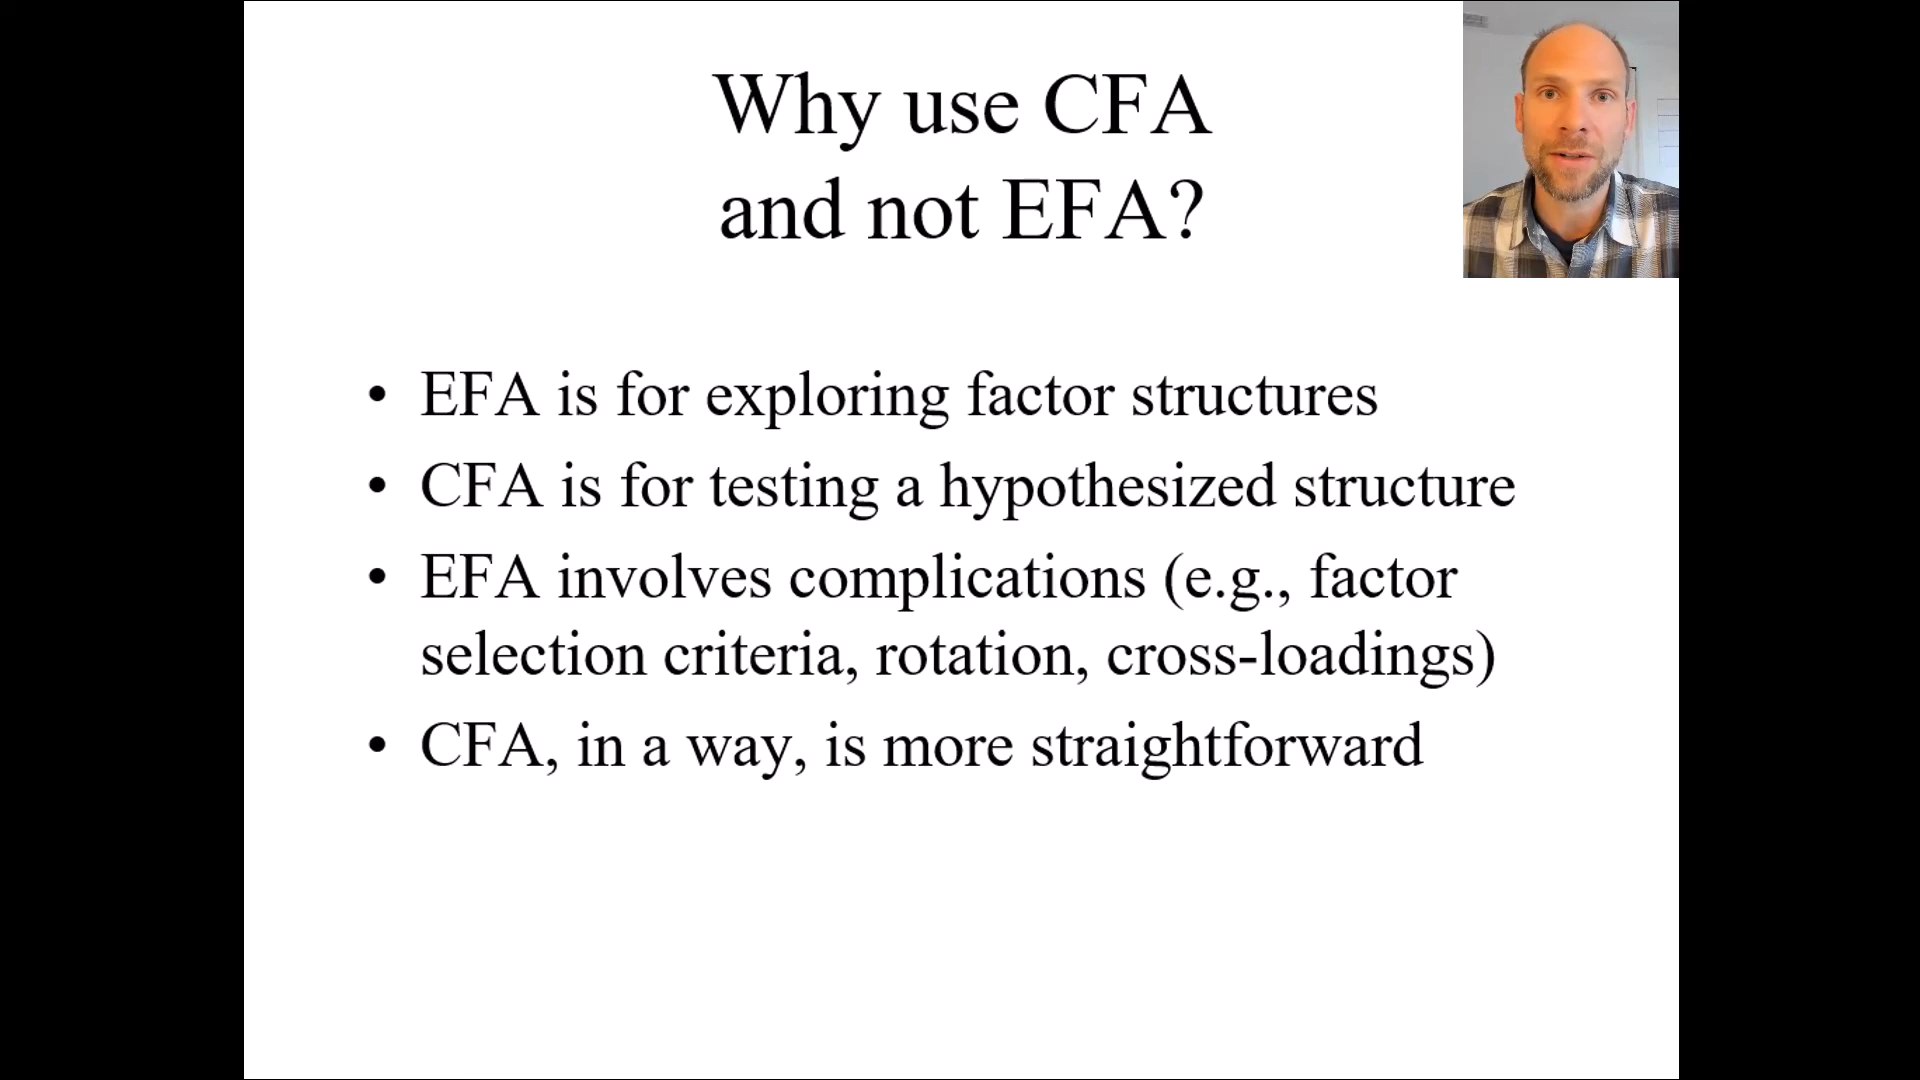 Why use CFA
and not EFA?
• EFA is for exploring factor structures
• CFA is for testing a hypothesized structure
• EFA involves complications (e.g., factor
selection criteria, rotation, cross-loadings)
• CFA, in a way, is more straightforward